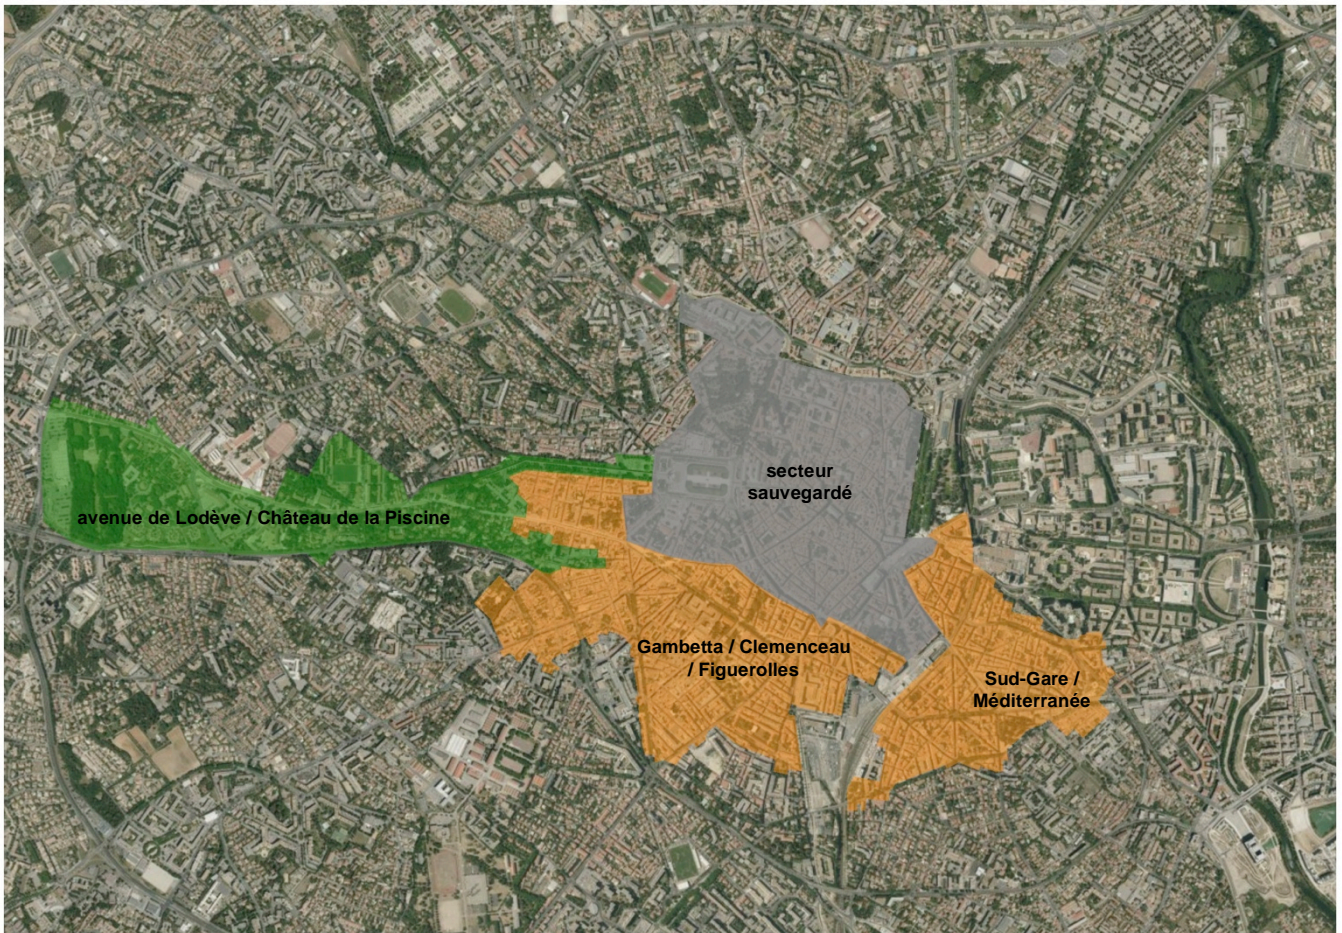 secteur
sauvegardé
avenue de Lodève / Château de la Piscine
Gambetta / Clemenceau
/ Figuerolles
Sud-Gare /
Méditerranée